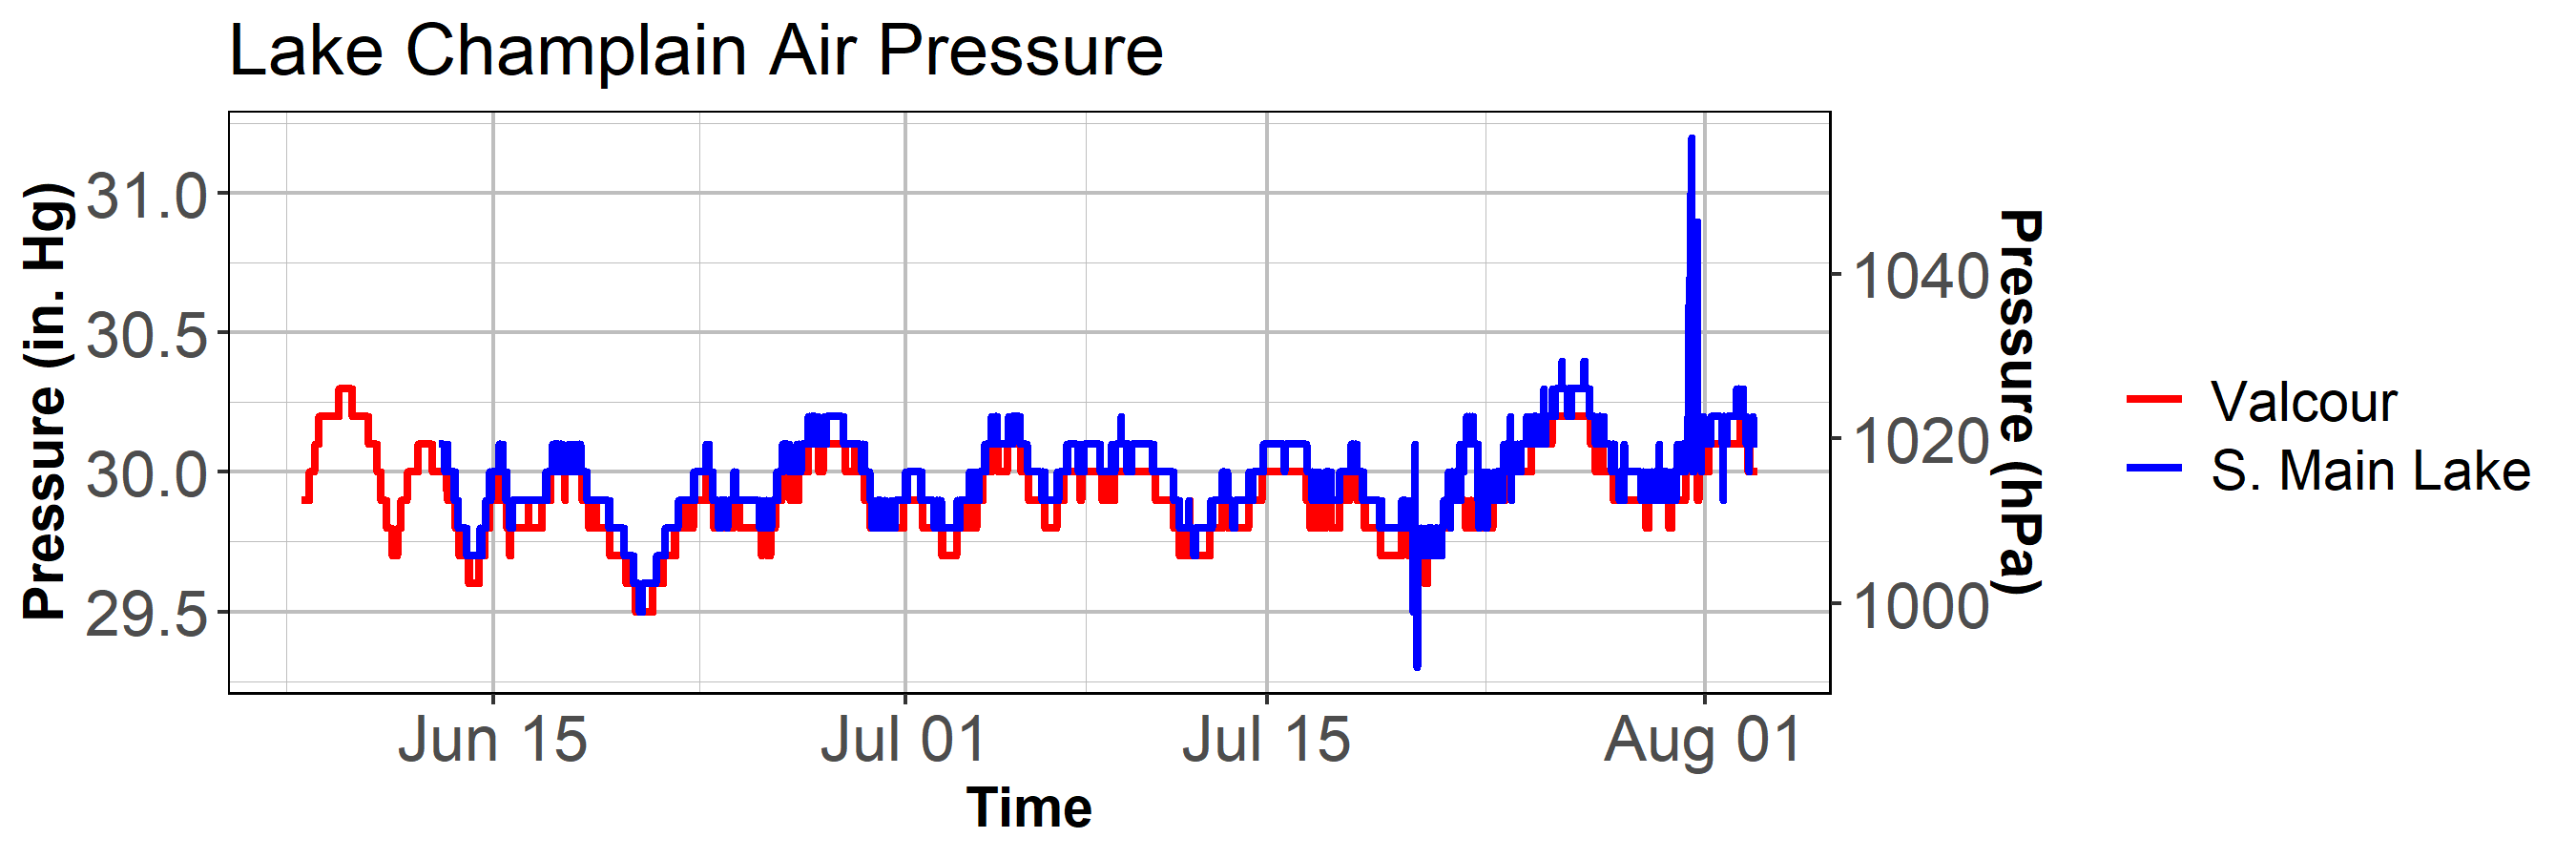 Lake Champlain Air Pressure
Pressure (in. Hg)
31.0
30.5
30.0
29.5
1040
1020
1000
Pressure (hPa)
Jun 15
Jul 01
Jul 15
Aug 01
Time
Valcour
S. Main Lake